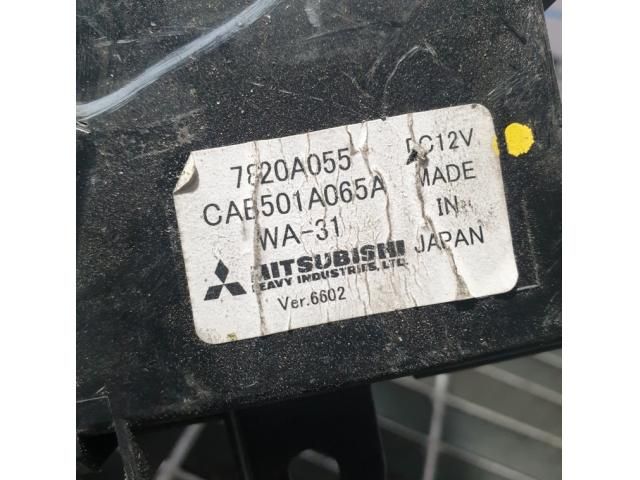 7820A055 DC12V
CAB501A065A MADE
WA-31 IN
MITSUBISHI JAPAN
HEAVY INDUSTRIES, LTD.
Ver.6602